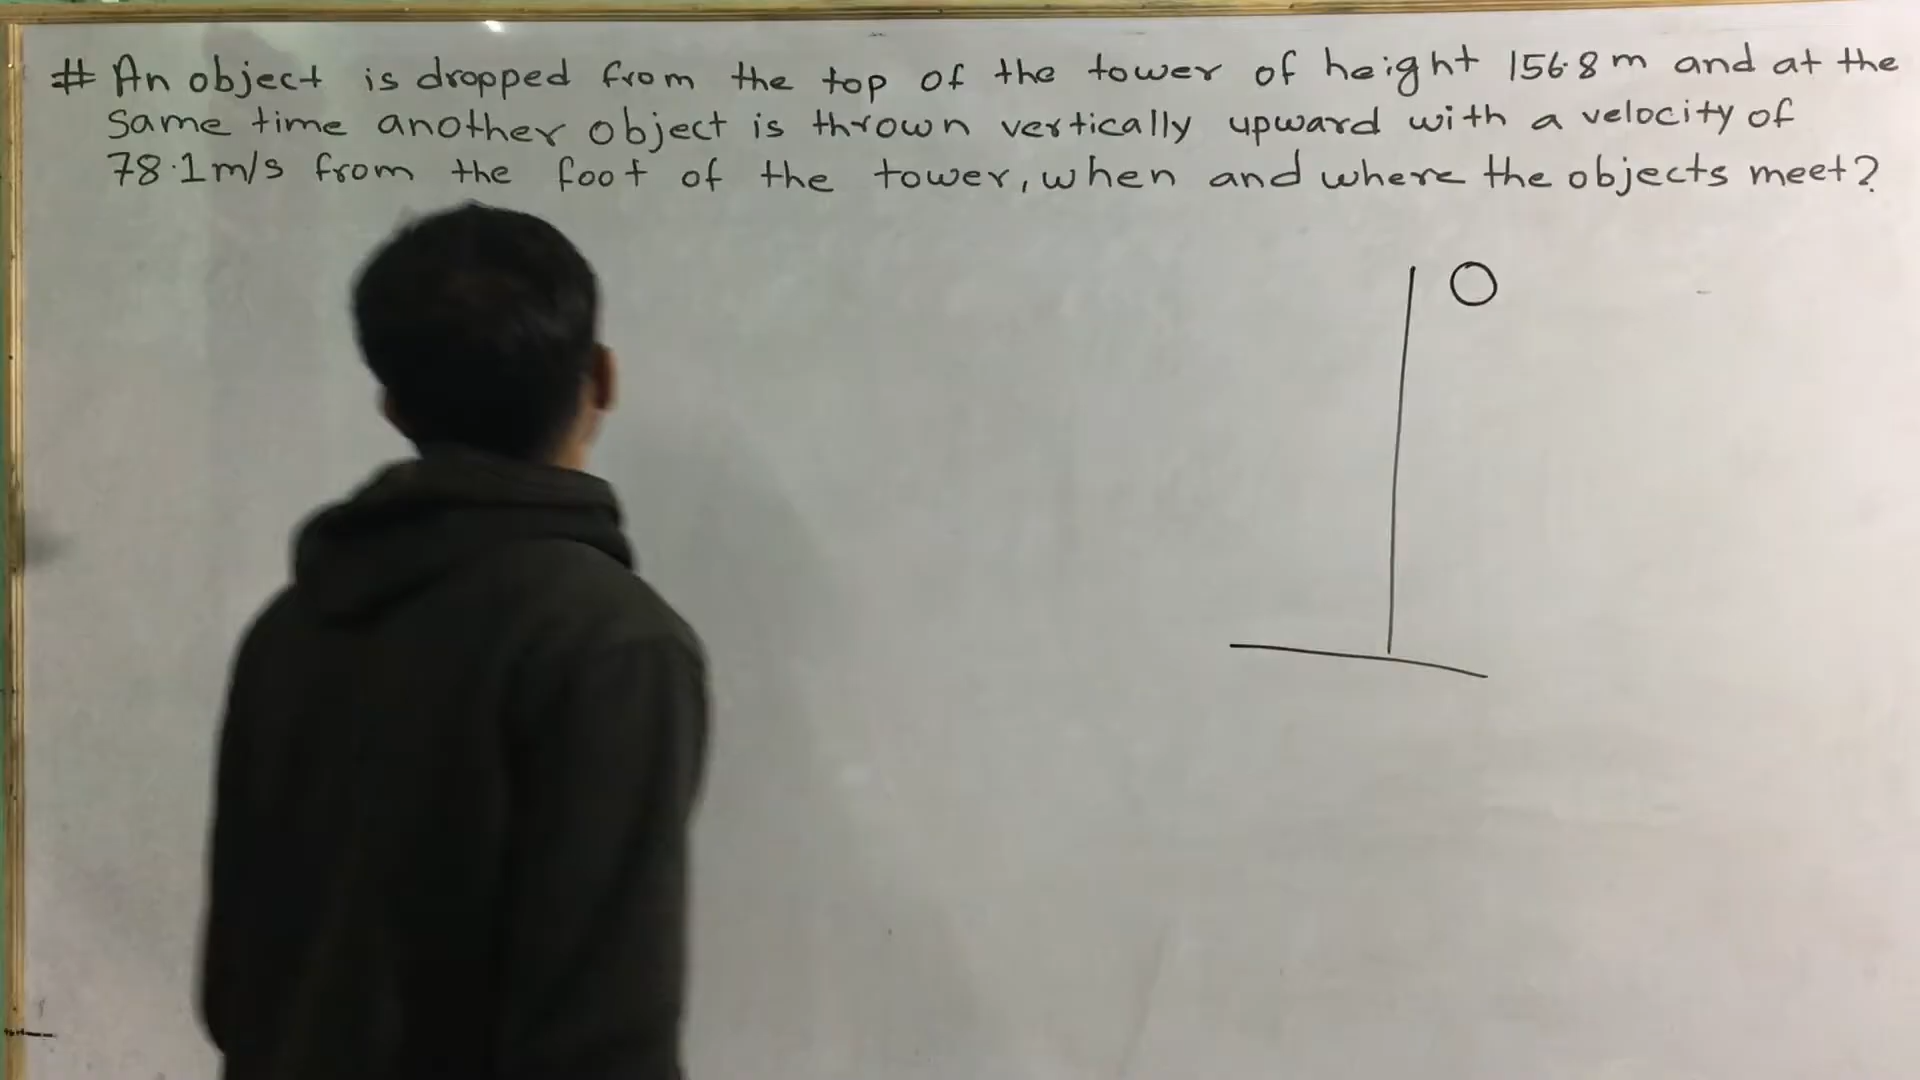 # An object is dropped from the top of the tower of height 156.8 m and at the
same time another object is thrown vertically upward with a velocity of
78.1 m/s from the foot of the tower, when and where the objects meet?